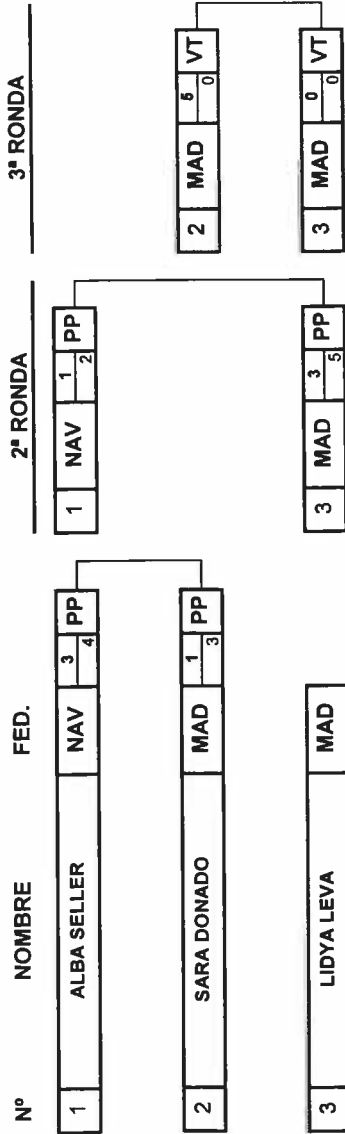 Nº NOMBRE FED. 2ª RONDA 3ª RONDA
1 ALBA SELLER NAV 3 4 PP 1 NAV 1 2 PP
2 SARA DONADO MAD 1 3 PP 2 MAD 5 0 VT
3 LIDYA LEVA MAD 3 MAD 3 5 PP 3 MAD 0 0 VT